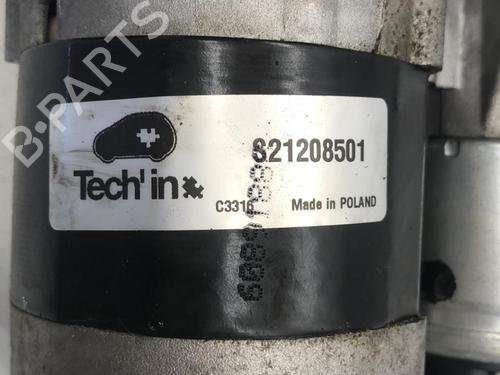 B-PARTS
Tech'in
S21208501
C3316
Made in POLAND